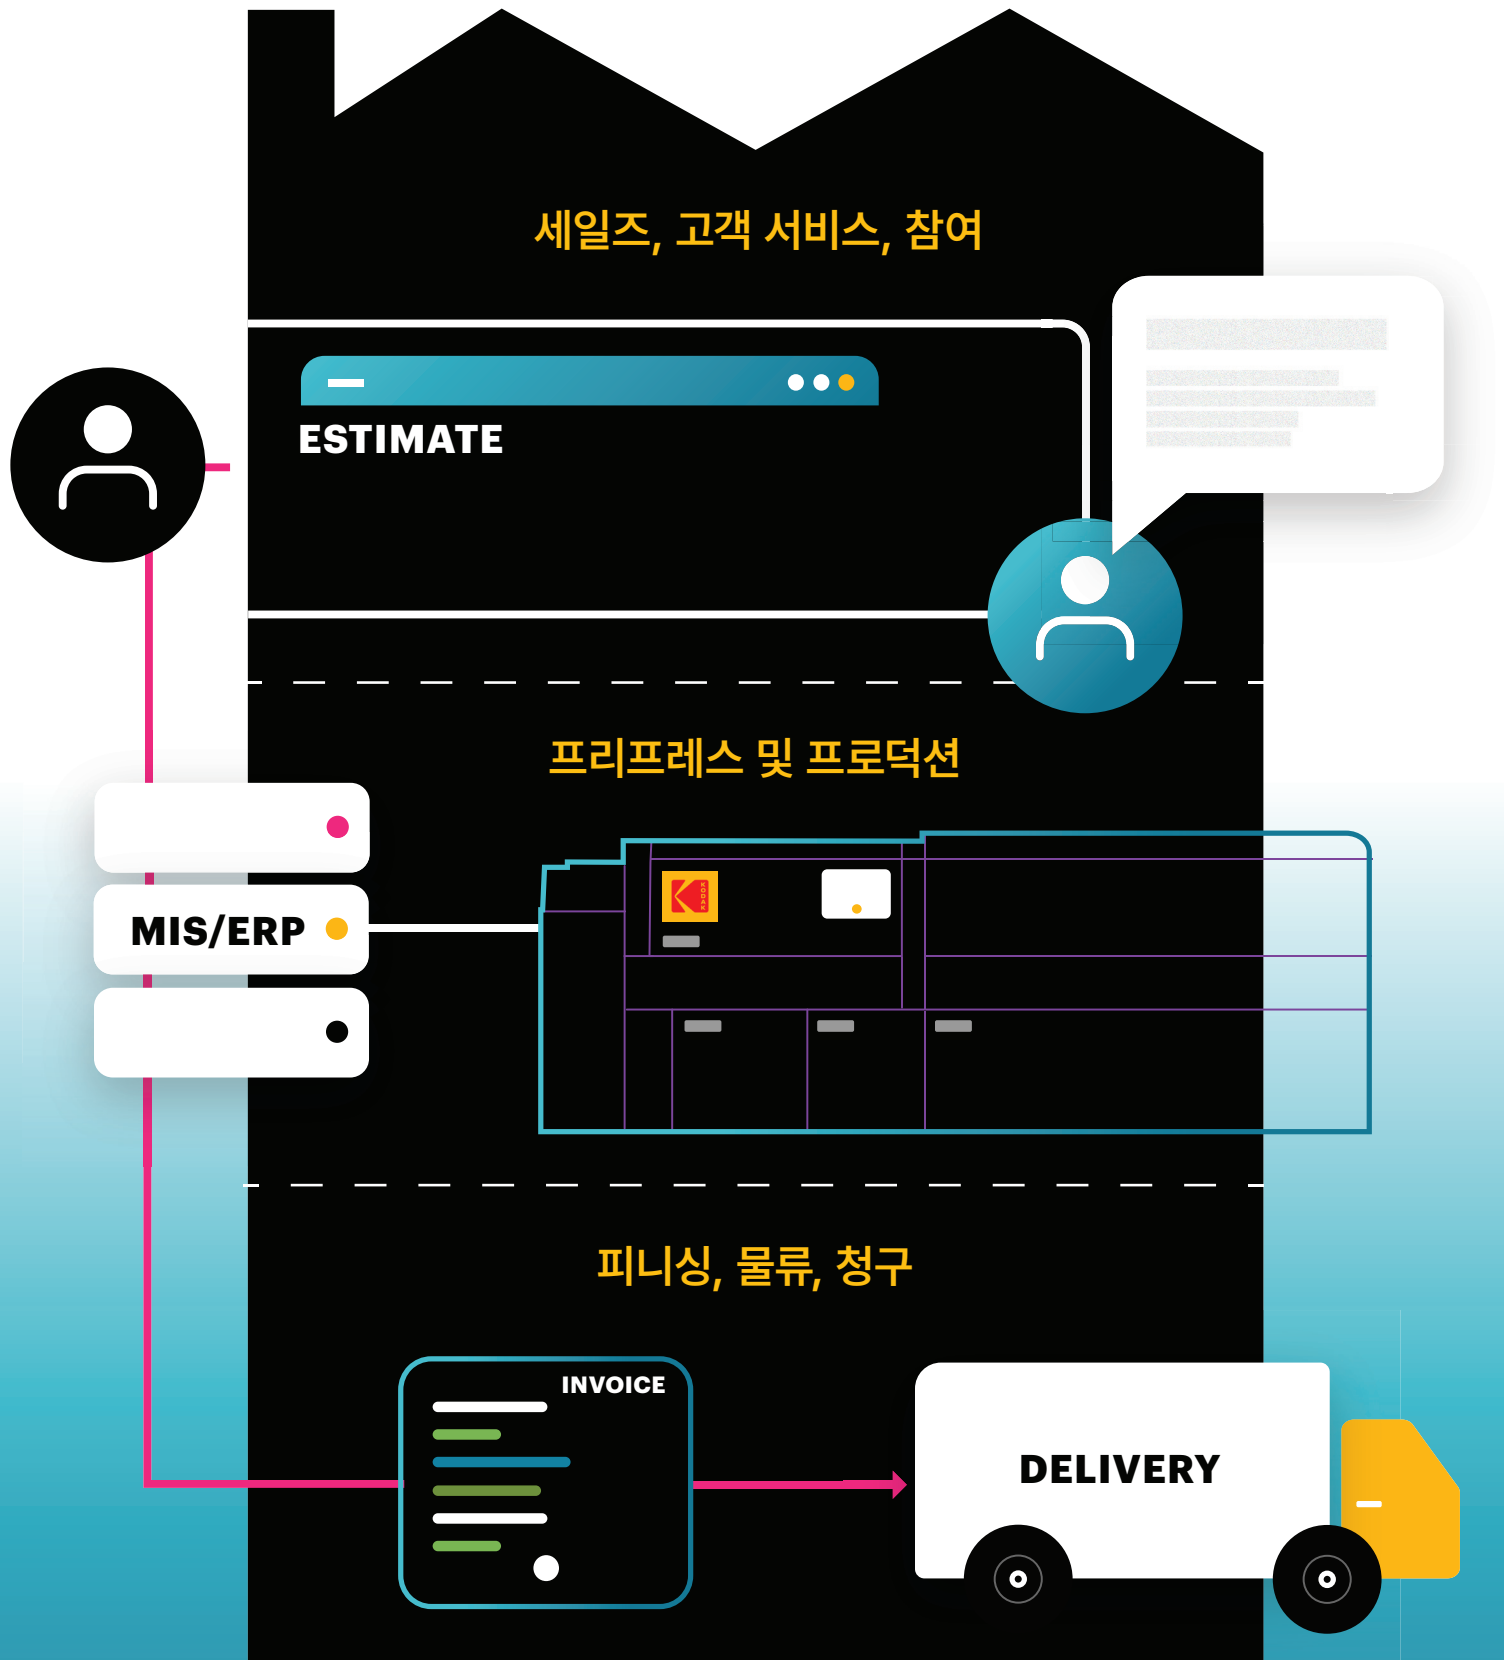 세일즈, 고객 서비스, 참여
ESTIMATE
프리프레스 및 프로덕션
KODAK
MIS/ERP
피니싱, 물류, 청구
INVOICE
DELIVERY